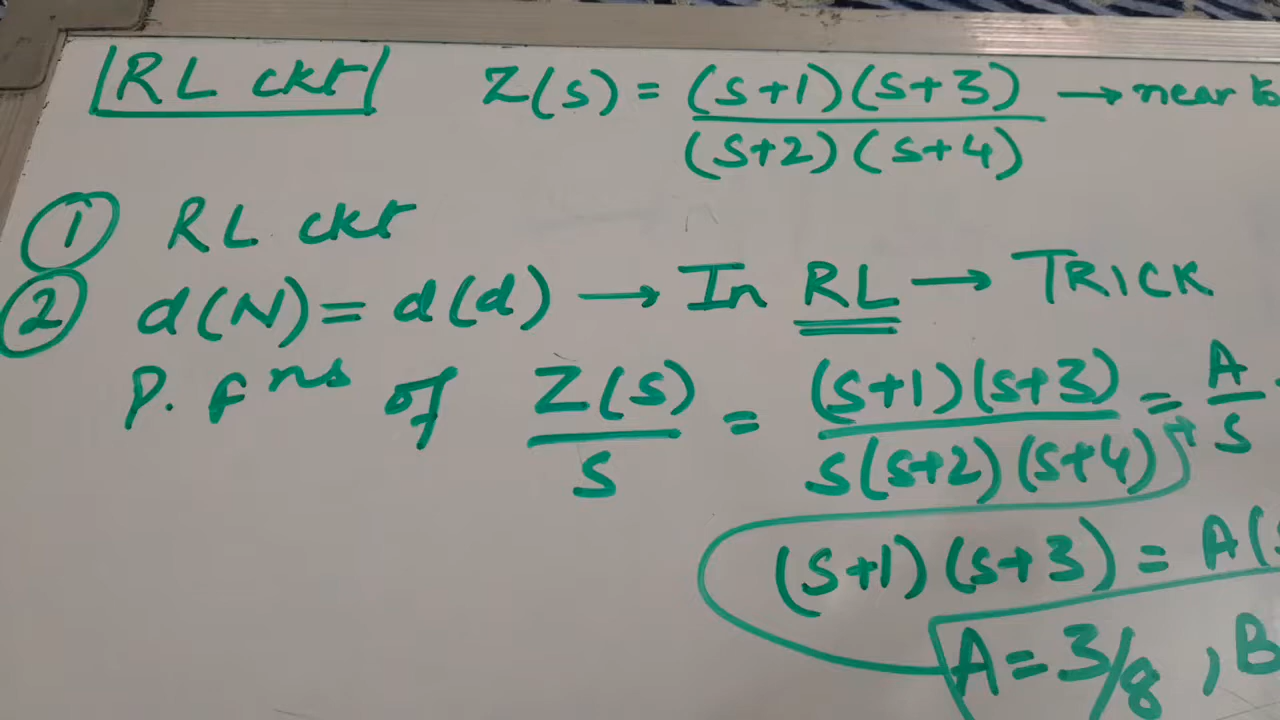 RL ckt Z(s) = (s+1)(s+3) → near to
(s+2)(s+4)
① RL ckt
② d(N) = d(d) → In RL → TRICK
P. Fns of Z(s)/s = (s+1)(s+3)/s(s+2)(s+4) = A/s
(s+1)(s+3) = A(s
A = 3/8 , B